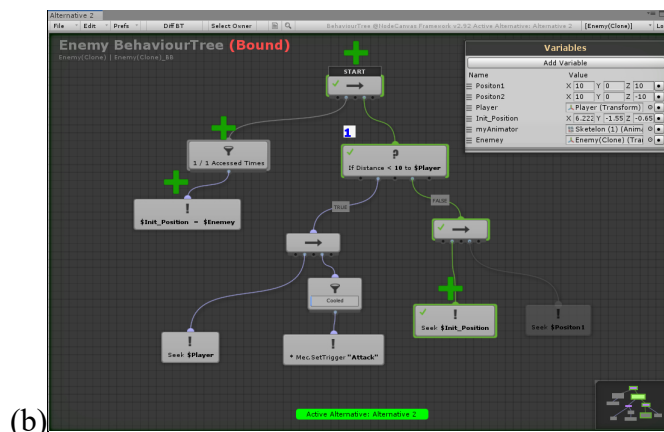 Alternative 2
File Edit Prefs Diff BT Select Owner BehaviourTree @NodeCanvas Framework v2.92 Active Alternative: Alternative 2 [Enemy(Clone)] Lo
Enemy BehaviourTree (Bound)
Enemy(Clone) | Enemy(Clone)_BB
Variables
Add Variable
Name Value
Positon1 X 10 Y 0 Z 10
Positon2 X 10 Y 0 Z -10
Player Player (Transform)
Init_Position X 6.222 Y -1.55 Z -0.65
myAnimator Skeleton (1) (Anima
Enemey Enemy(Clone) (Tra
START
1
1 / 1 Accessed Times
?
If Distance < 10 to $Player
!
$Init_Position = $Enemey
TRUE
FALSE
Cooled
!
Seek $Player
!
* Mec.SetTrigger "Attack"
!
Seek $Init_Position
!
Seek $Positon1
Active Alternative: Alternative 2
(b)